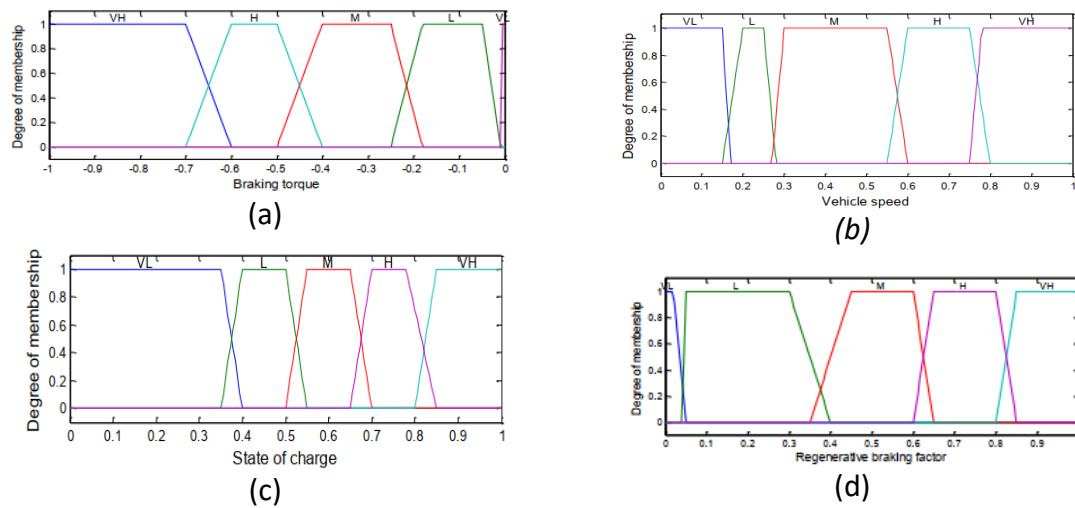 VH H M L VL
Degree of membership
1
0.8
0.6
0.4
0.2
0
-1 -0.9 -0.8 -0.7 -0.6 -0.5 -0.4 -0.3 -0.2 -0.1 0
Braking torque
(a)
VL L M H VH
Degree of membership
1
0.8
0.6
0.4
0.2
0
0 0.1 0.2 0.3 0.4 0.5 0.6 0.7 0.8 0.9 1
Vehicle speed
(b)
VL L M H VH
Degree of membership
1
0.8
0.6
0.4
0.2
0
0 0.1 0.2 0.3 0.4 0.5 0.6 0.7 0.8 0.9 1
State of charge
(c)
VL L M H VH
Degree of membership
1
0.8
0.6
0.4
0.2
0
0 0.1 0.2 0.3 0.4 0.5 0.6 0.7 0.8 0.9
Regenerative braking factor
(d)